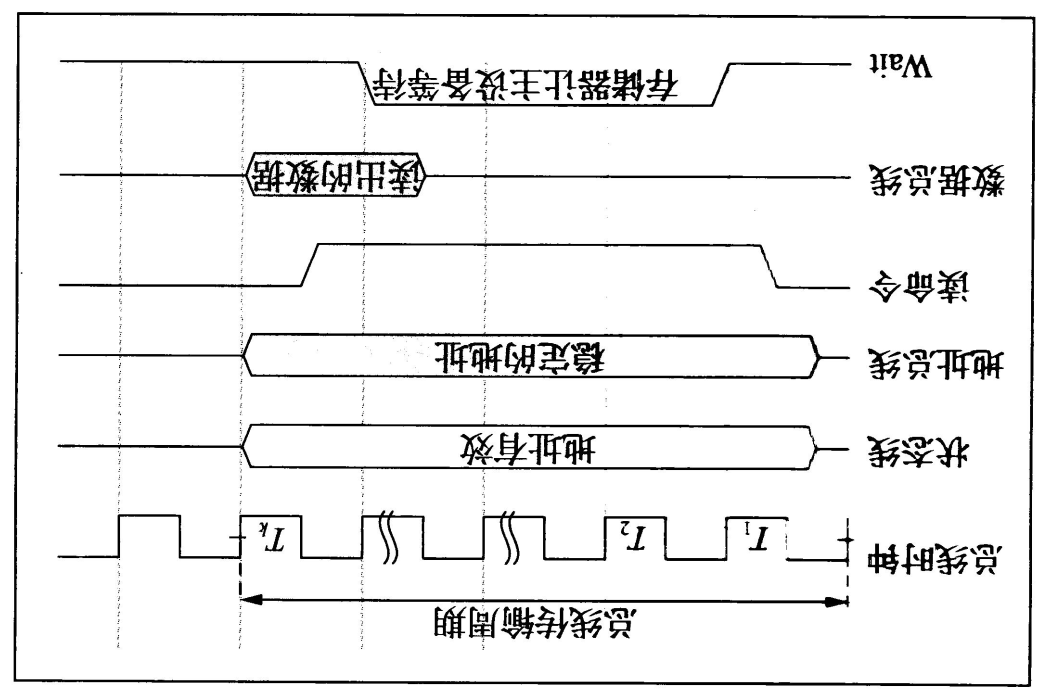 总线传输周期
总线时钟
T1
T2
Tk
状态线
地址有效
地址总线
稳定的地址
读命令
数据总线
读出的数据
Wait
存储器让主设备等待